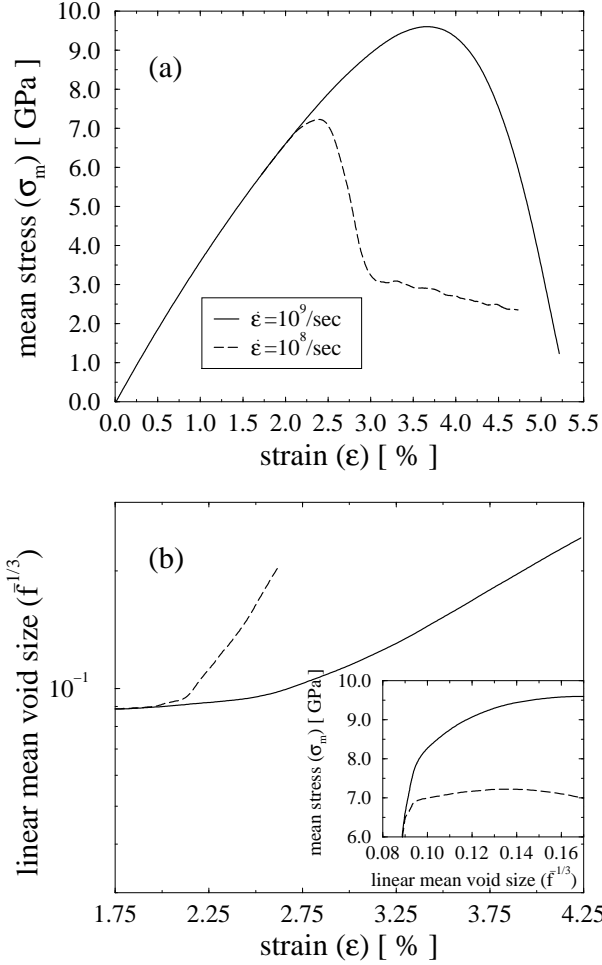 10.0
9.0
8.0
7.0
6.0
5.0
4.0
3.0
2.0
1.0
0.0
mean stress (σm) [ GPa ]
(a)
ε̇=10⁹/sec
ε̇=10⁸/sec
0.0 0.5 1.0 1.5 2.0 2.5 3.0 3.5 4.0 4.5 5.0 5.5
strain (ε) [ % ]
(b)
linear mean void size (f̄^1/3)
10⁻¹
10.0
9.0
8.0
7.0
6.0
mean stress (σm) [ GPa ]
0.08 0.10 0.12 0.14 0.16
linear mean void size (f̄^1/3)
1.75 2.25 2.75 3.25 3.75 4.25
strain (ε) [ % ]